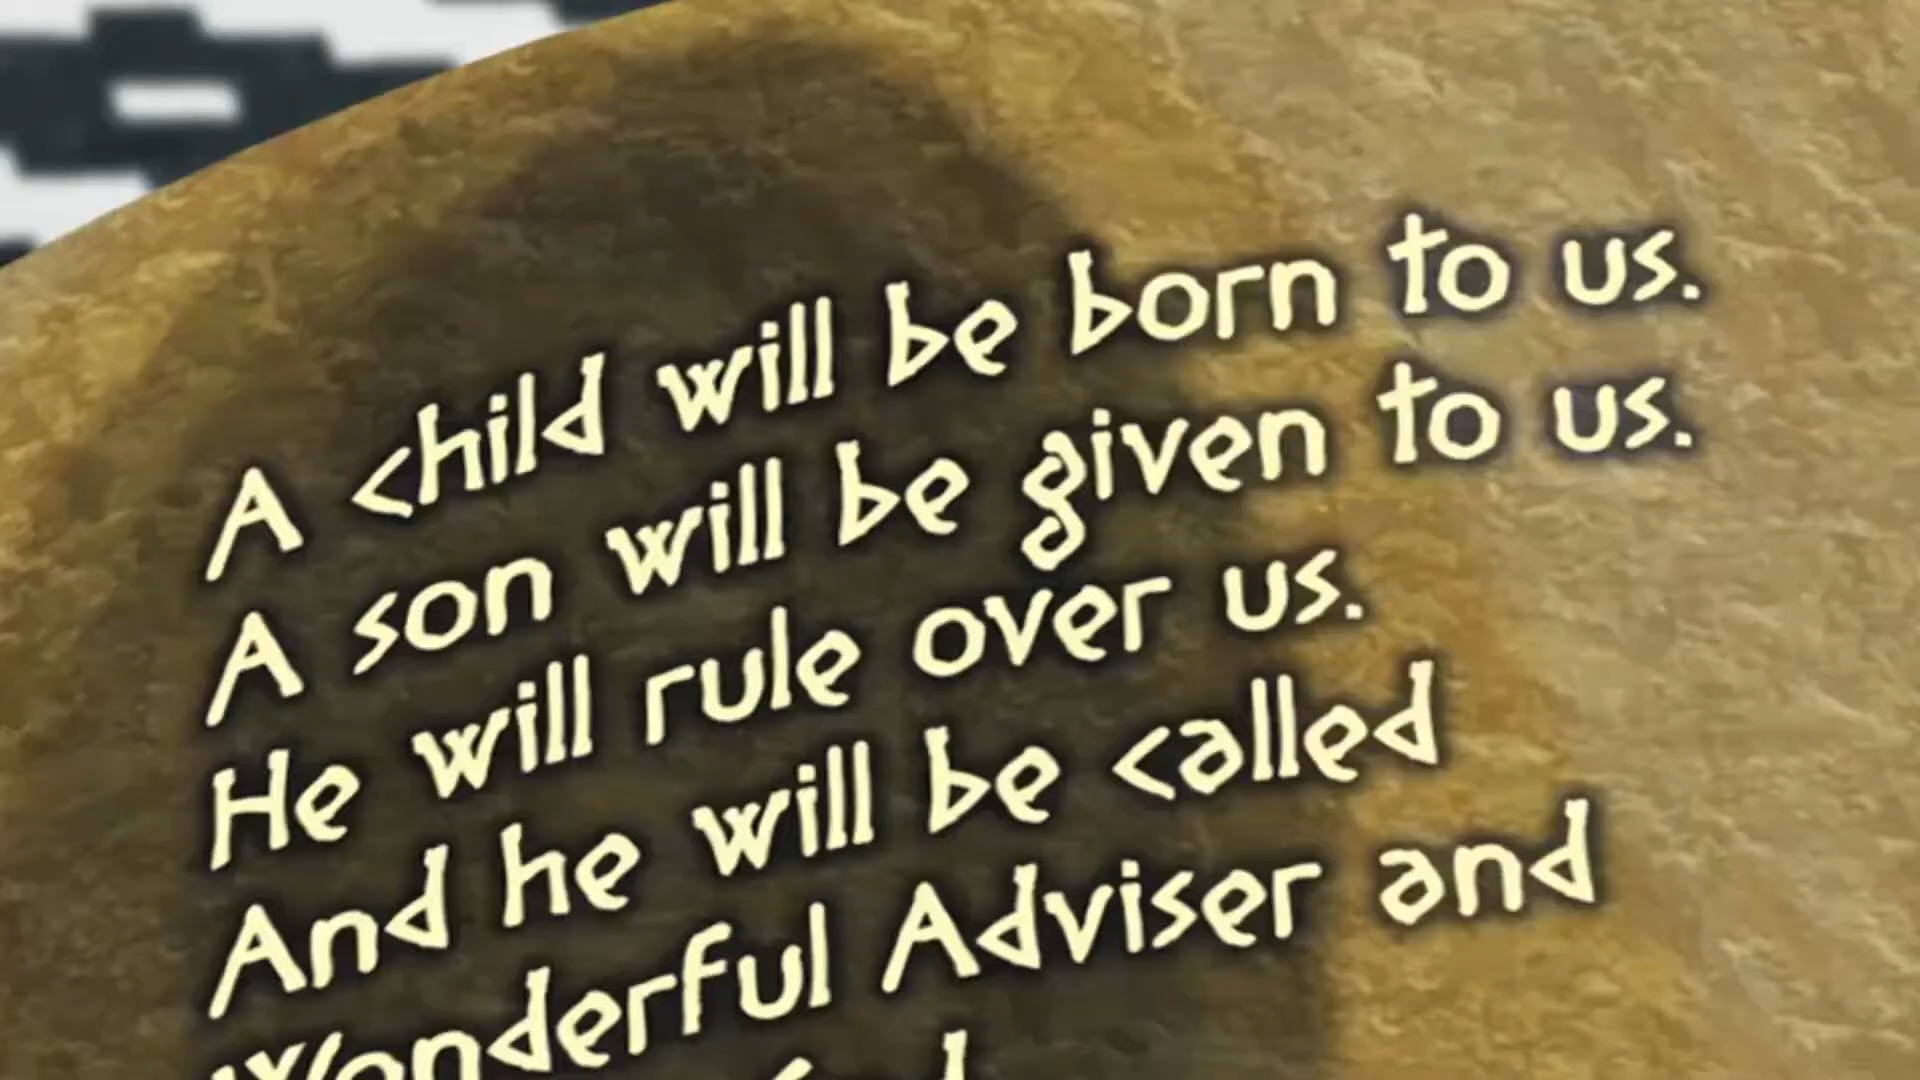 A child will be born to us.
A son will be given to us.
He will rule over us.
And he will be called
Wonderful Adviser and